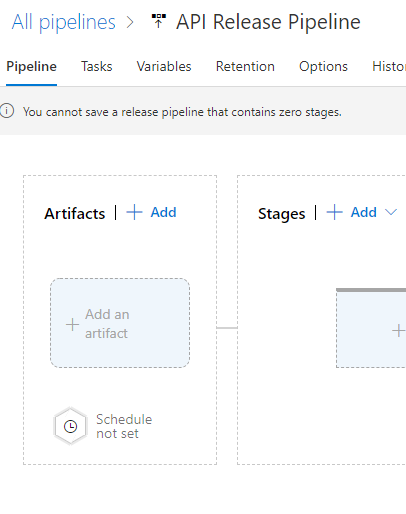 All pipelines > API Release Pipeline
Pipeline Tasks Variables Retention Options Histo
You cannot save a release pipeline that contains zero stages.
Artifacts | + Add
Stages | + Add
+ Add an
artifact
+
Schedule
not set